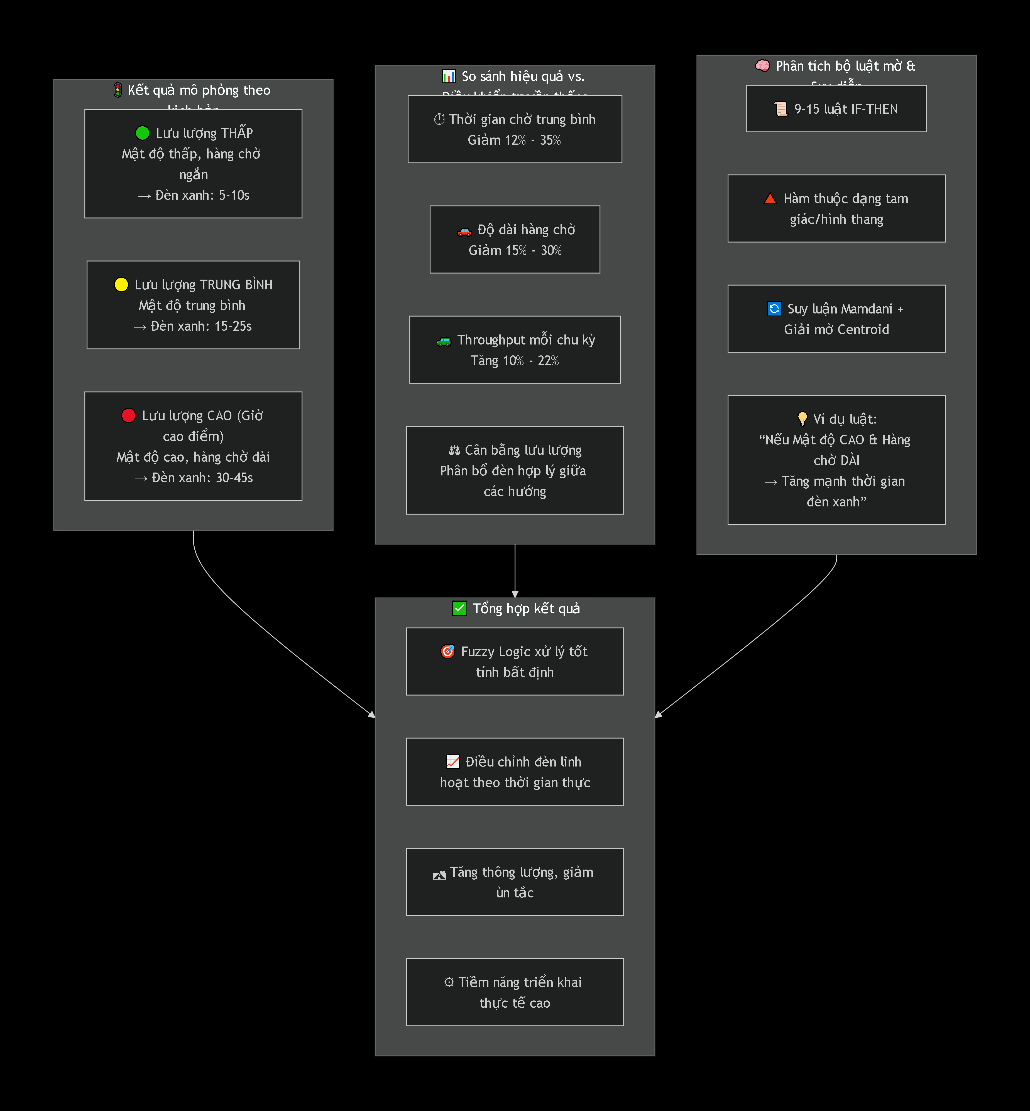 🚦Kết quả mô phỏng theo
🟢 Lưu lượng THẤP
Mật độ thấp, hàng chờ
ngắn
→ Đèn xanh: 5-10s
🟡 Lưu lượng TRUNG BÌNH
Mật độ trung bình
→ Đèn xanh: 15-25s
🔴 Lưu lượng CAO (Giờ
cao điểm)
Mật độ cao, hàng chờ dài
→ Đèn xanh: 30-45s
📊 So sánh hiệu quả vs.
⏱ Thời gian chờ trung bình
Giảm 12% - 35%
🚗 Độ dài hàng chờ
Giảm 15% - 30%
🚙 Throughput mỗi chu kỳ
Tăng 10% - 22%
⚖ Cân bằng lưu lượng
Phân bổ đèn hợp lý giữa
các hướng
🧠 Phân tích bộ luật mờ &
📜 9-15 luật IF-THEN
🔺 Hàm thuộc dạng tam
giác/hình thang
🔄 Suy luận Mamdani +
Giải mờ Centroid
💡 Ví dụ luật:
“Nếu Mật độ CAO & Hàng
chờ DÀI
→ Tăng mạnh thời gian
đèn xanh”
✅ Tổng hợp kết quả
🎯 Fuzzy Logic xử lý tốt
tính bất định
📈 Điều chỉnh đèn linh
hoạt theo thời gian thực
🛣 Tăng thông lượng, giảm
ùn tắc
⚙ Tiềm năng triển khai
thực tế cao